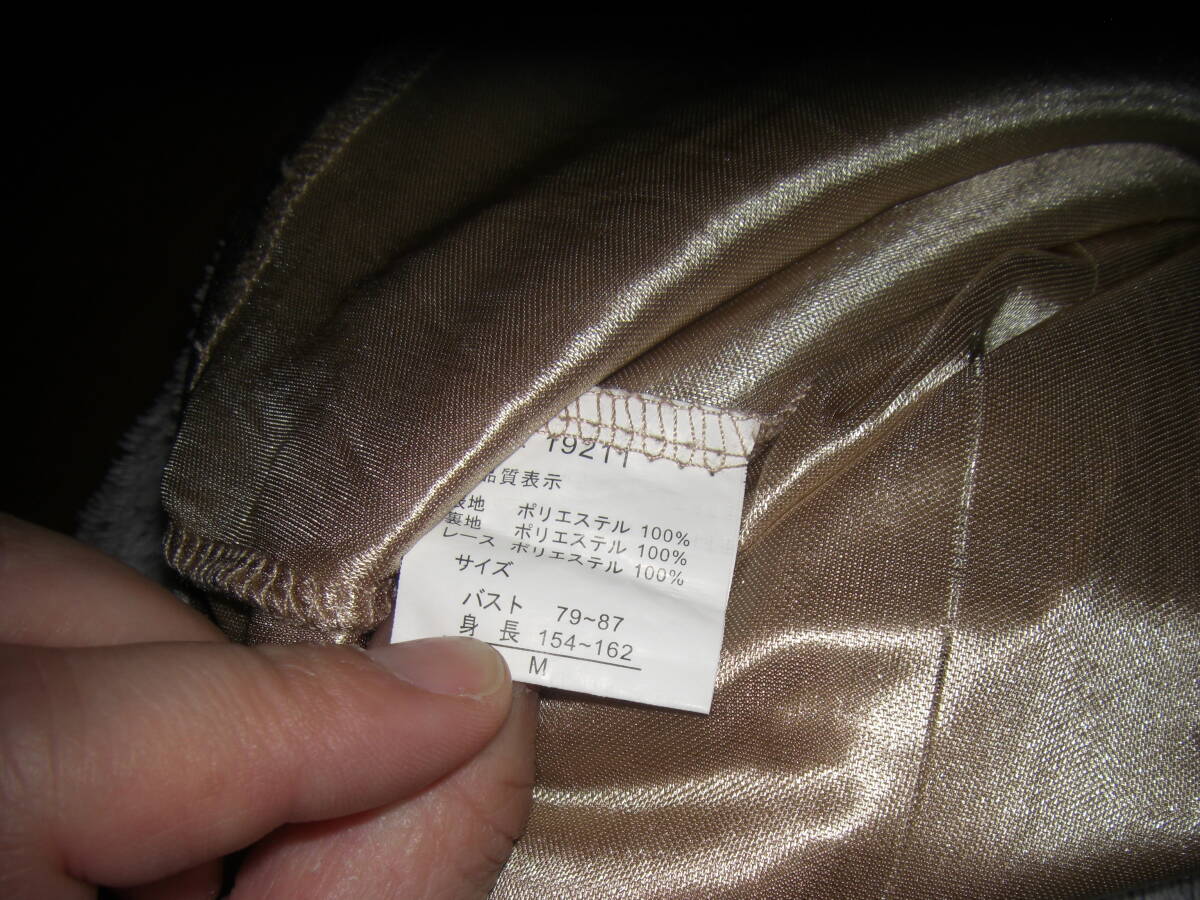 19211
品質表示
表地 ポリエステル 100%
裏地 ポリエステル 100%
レース ポリエステル 100%
サイズ
バスト 79~87
身長 154~162
M